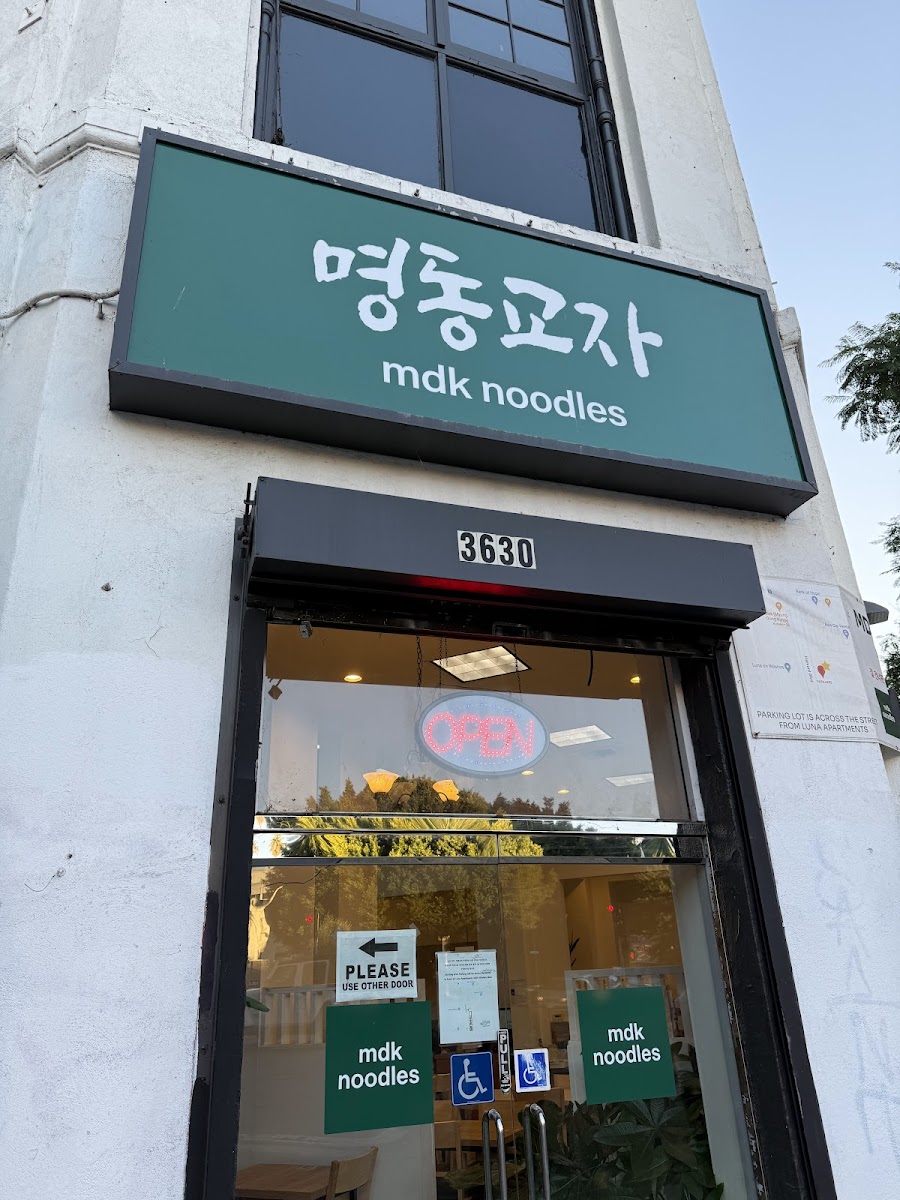 명동교자
mdk noodles
3630
OPEN
PARKING LOT IS ACROSS THE STREET
FROM LUNA APARTMENTS
PLEASE
USE OTHER DOOR
mdk
noodles
PULL
mdk
noodles